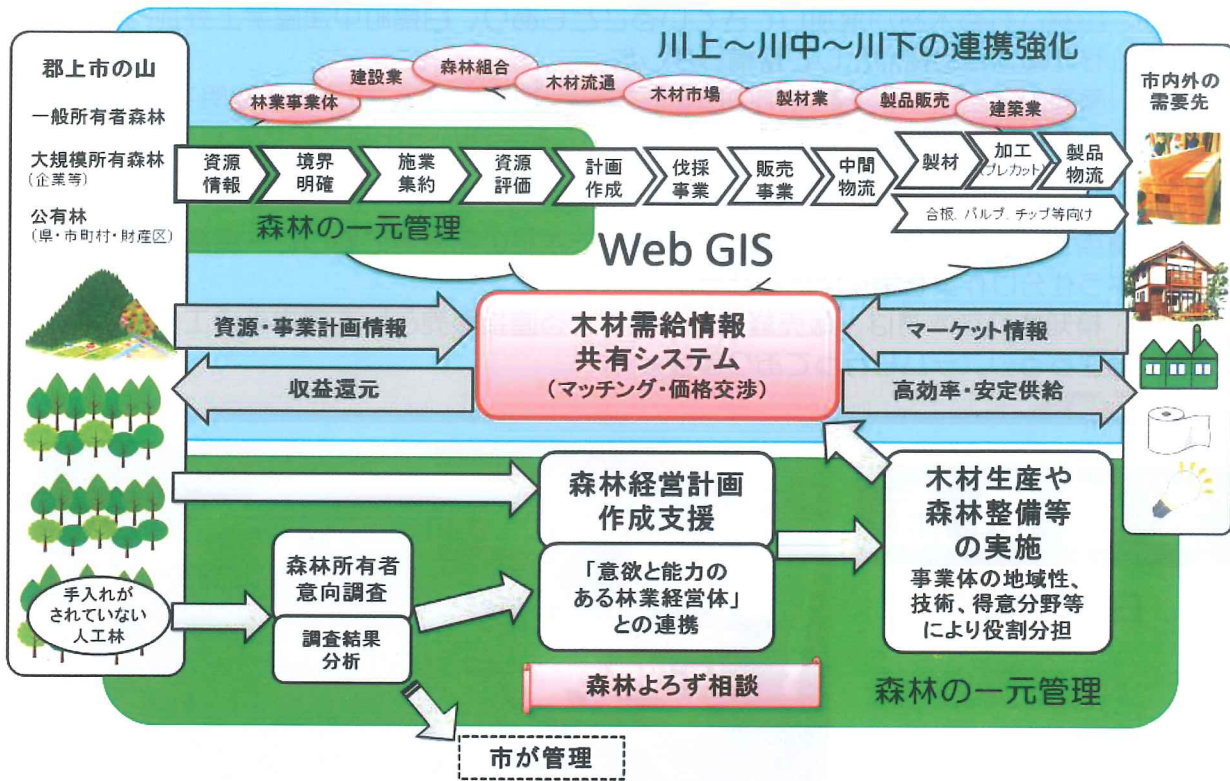 川上～川中～川下の連携強化
郡上市の山
一般所有者森林
大規模所有森林
(企業等)
公有林
(県・市町村・財産区)
手入れが
されていない
人工林
林業事業体
建設業
森林組合
木材流通
木材市場
製材業
製品販売
建築業
資源
情報
境界
明確
施業
集約
資源
評価
計画
作成
伐採
事業
販売
事業
中間
物流
製材
加工
(プレカット)
製品
物流
合板、パルプ、チップ等向け
森林の一元管理
Web GIS
資源・事業計画情報
収益還元
木材需給情報
共有システム
(マッチング・価格交渉)
マーケット情報
高効率・安定供給
市内外の
需要先
森林所有者
意向調査
調査結果
分析
森林経営計画
作成支援
「意欲と能力の
ある林業経営体」
との連携
木材生産や
森林整備等
の実施
事業体の地域性、
技術、得意分野等
により役割分担
森林よろず相談
森林の一元管理
市が管理